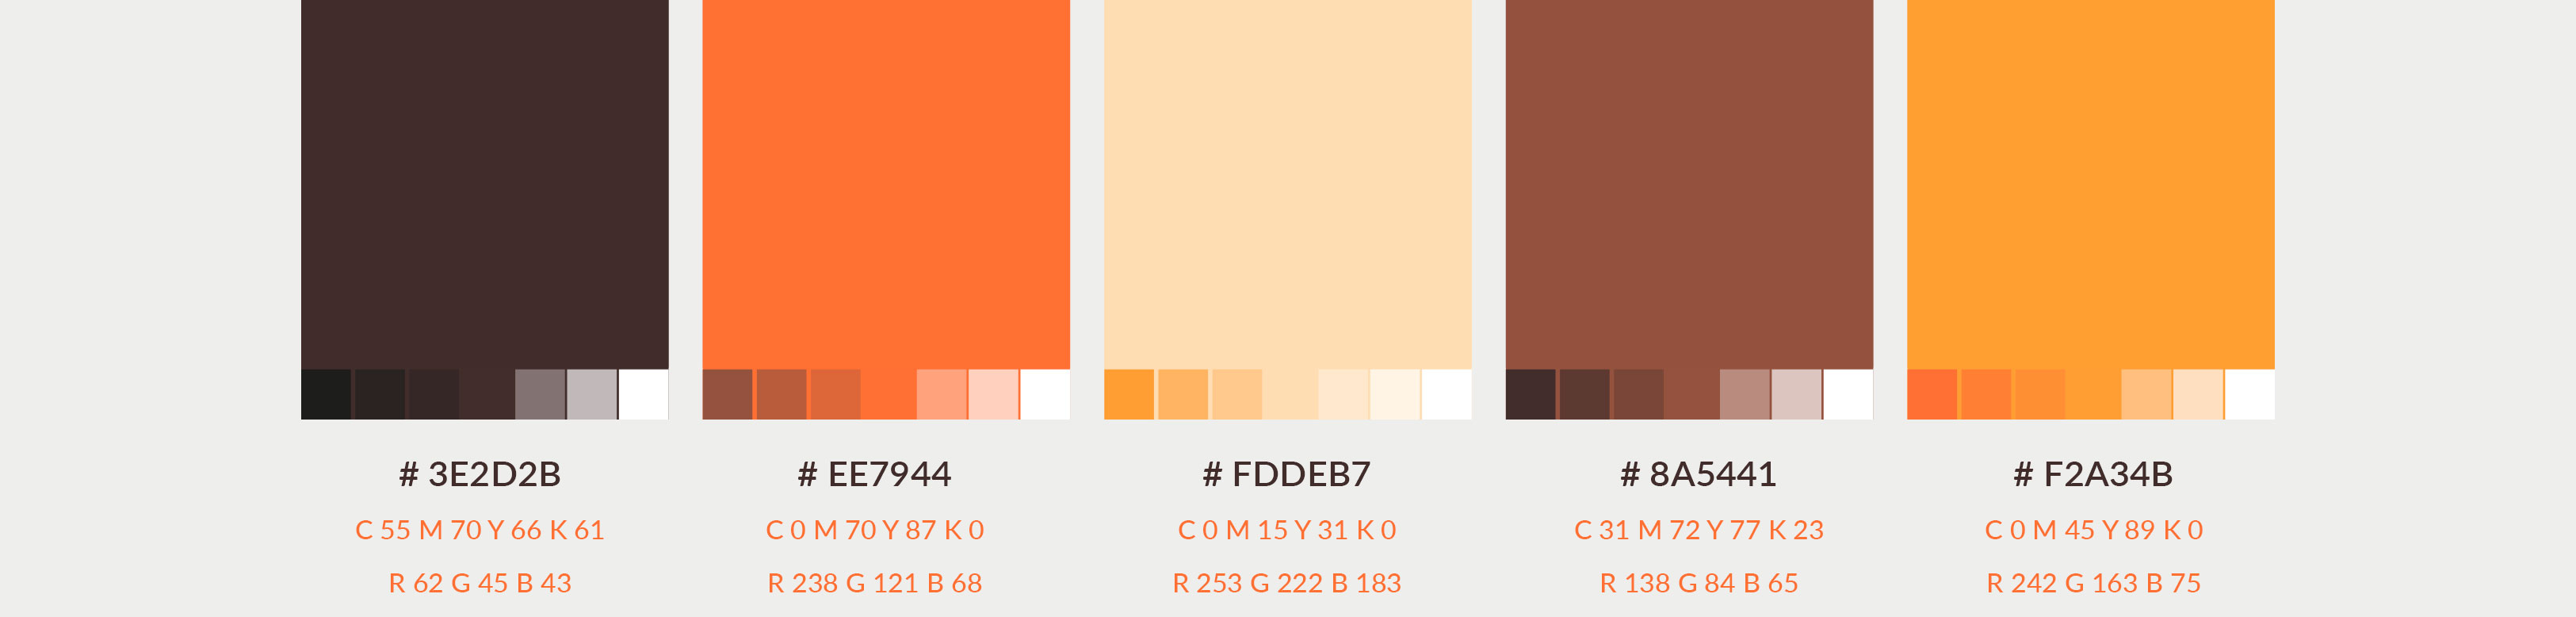 # 3E2D2B
C 55 M 70 Y 66 K 61
R 62 G 45 B 43
# EE7944
C 0 M 70 Y 87 K 0
R 238 G 121 B 68
# FDDEB7
C 0 M 15 Y 31 K 0
R 253 G 222 B 183
# 8A5441
C 31 M 72 Y 77 K 23
R 138 G 84 B 65
# F2A34B
C 0 M 45 Y 89 K 0
R 242 G 163 B 75